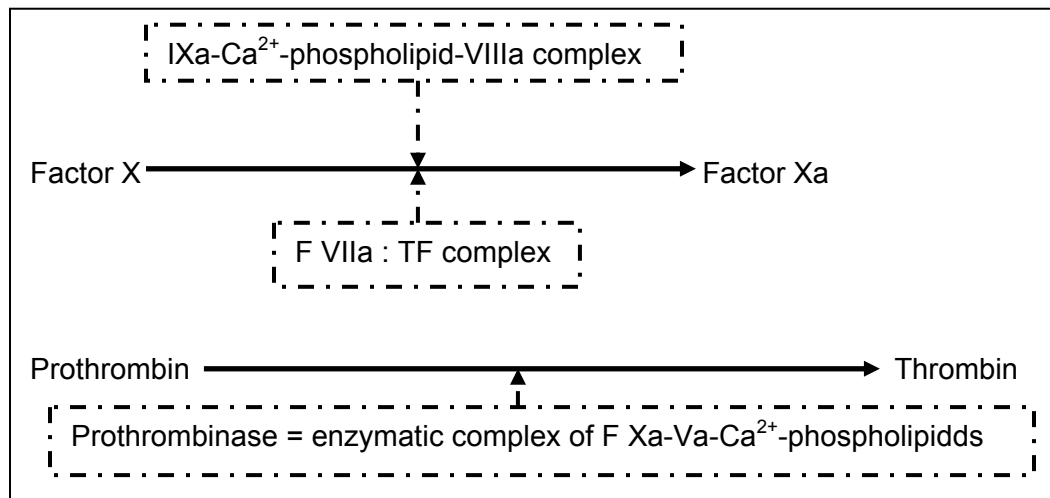 IXa-Ca²⁺-phospholipid-VIIIa complex
Factor X
Factor Xa
F VIIa : TF complex
Prothrombin
Thrombin
Prothrombinase = enzymatic complex of F Xa-Va-Ca²⁺-phospholipidds